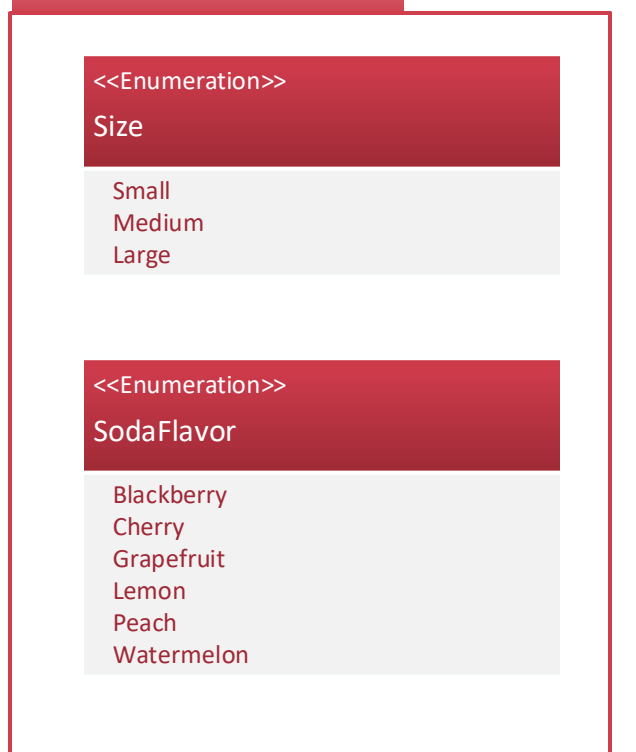 <<Enumeration>>
Size
Small
Medium
Large
<<Enumeration>>
SodaFlavor
Blackberry
Cherry
Grapefruit
Lemon
Peach
Watermelon